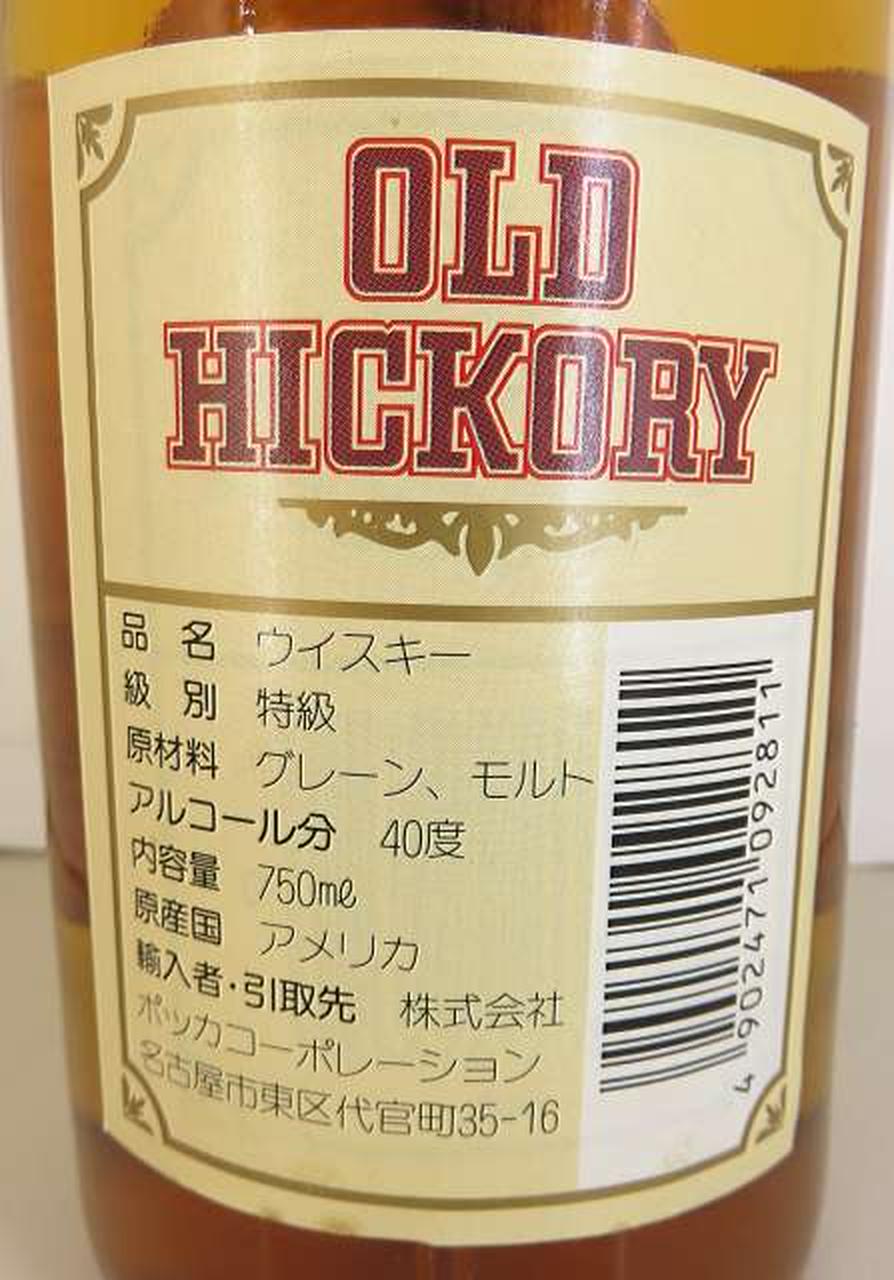 OLD
HICKORY
品 名 ウイスキー
級 別 特級
原材料 グレーン、モルト
アルコール分 40度
内容量 750mℓ
原産国 アメリカ
輸入者・引取先 株式会社
ポッカコーポレーション
名古屋市東区代官町35-16
4 902471 092811